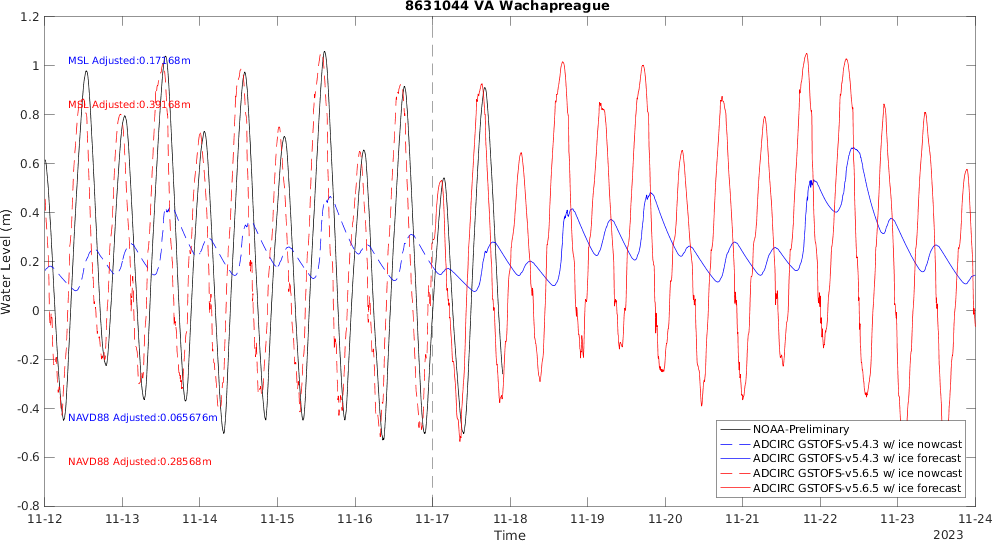 8631044 VA Wachapreague
1.2
1
0.8
0.6
0.4
0.2
0
-0.2
-0.4
-0.6
-0.8
Water Level (m)
MSL Adjusted:0.17168m
MSL Adjusted:0.39168m
NAVD88 Adjusted:0.065676m
NAVD88 Adjusted:0.28568m
NOAA-Preliminary
ADCIRC GSTOFS-v5.4.3 w/ ice nowcast
ADCIRC GSTOFS-v5.4.3 w/ ice forecast
ADCIRC GSTOFS-v5.6.5 w/ ice nowcast
ADCIRC GSTOFS-v5.6.5 w/ ice forecast
11-12 11-13 11-14 11-15 11-16 11-17 11-18 11-19 11-20 11-21 11-22 11-23 11-24
Time
2023